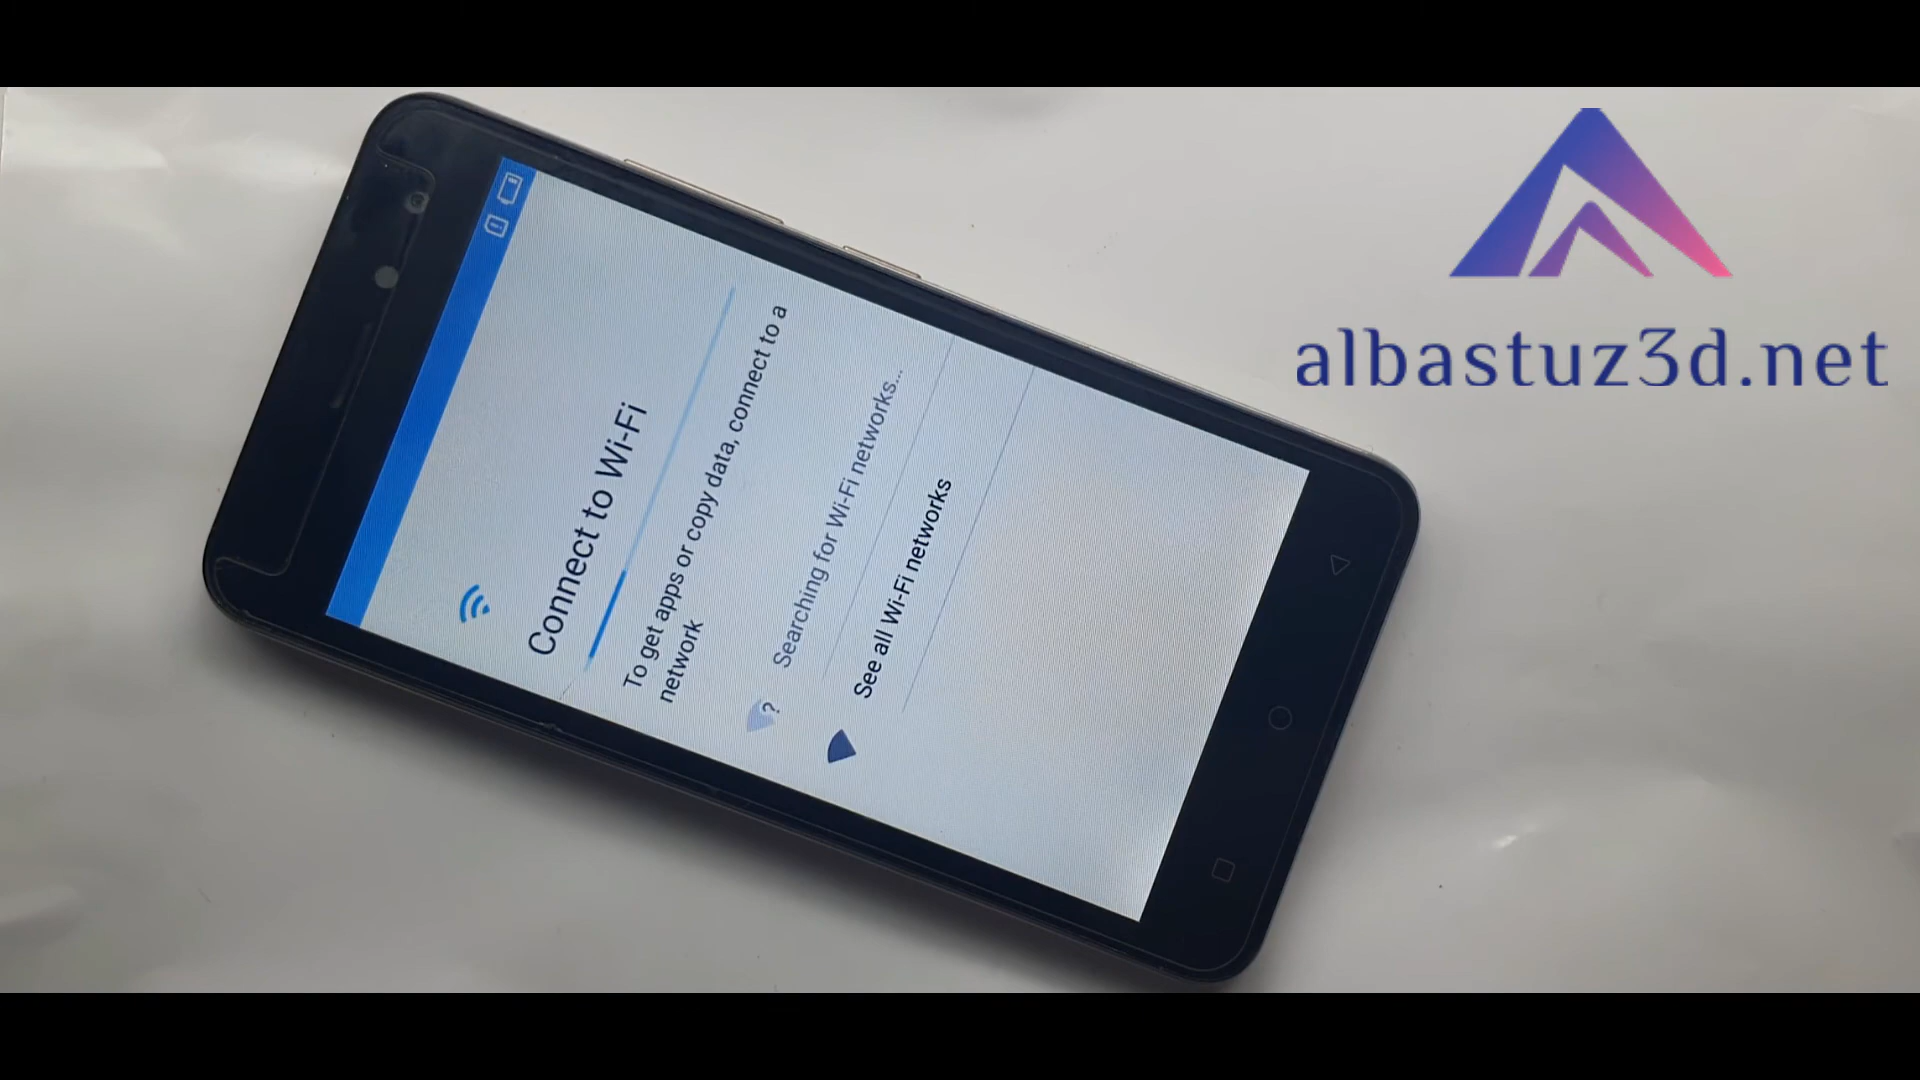 Connect to Wi-Fi
To get apps or copy data, connect to a
network
Searching for Wi-Fi networks...
See all Wi-Fi networks
albastuz3d.net